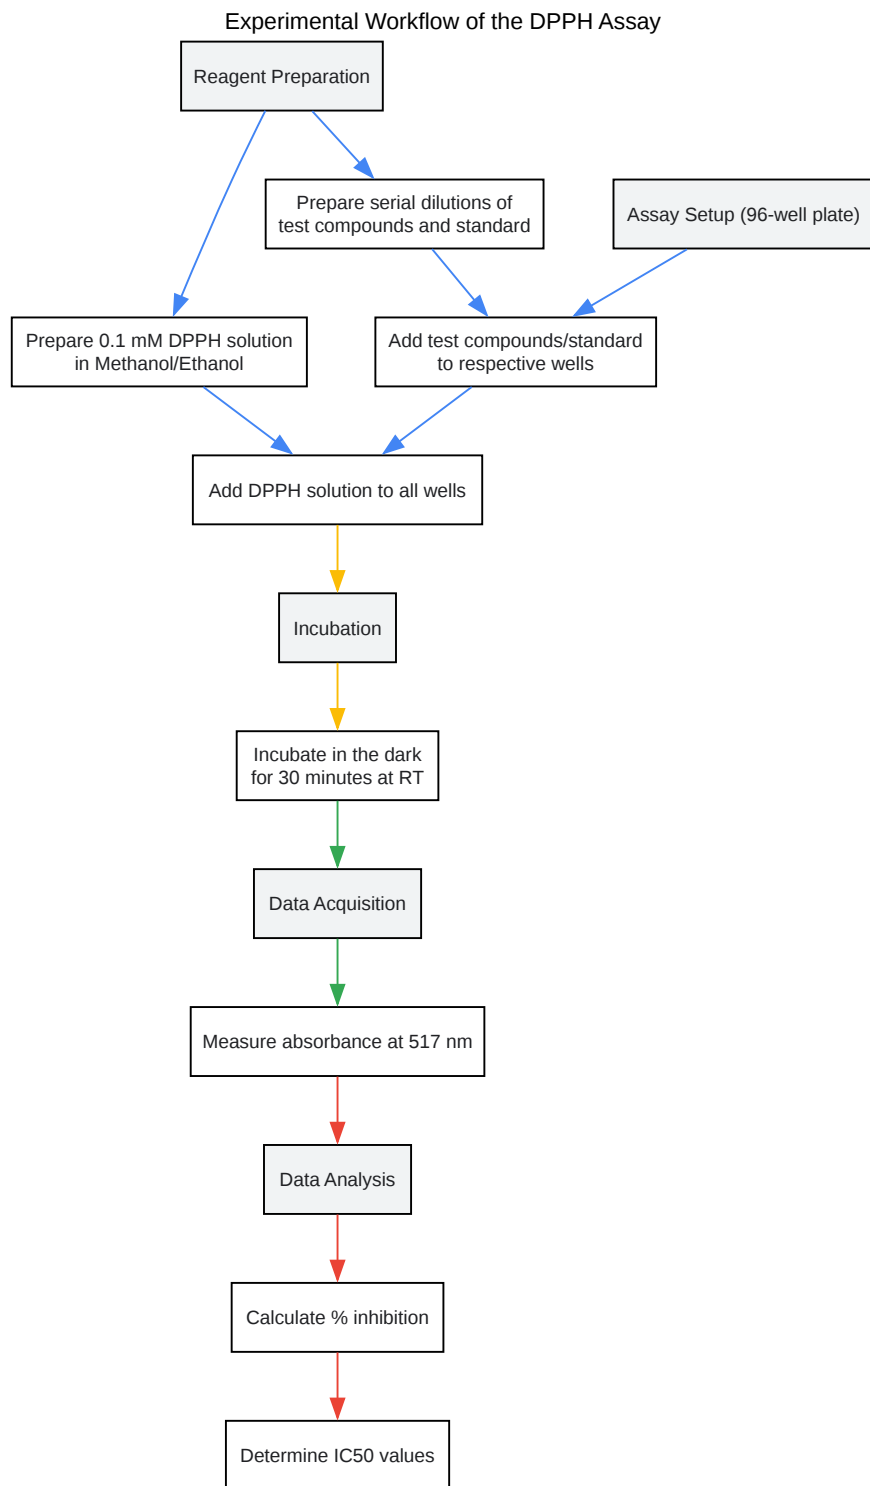 Experimental Workflow of the DPPH Assay
Reagent Preparation
Prepare serial dilutions of
test compounds and standard
Assay Setup (96-well plate)
Prepare 0.1 mM DPPH solution
in Methanol/Ethanol
Add test compounds/standard
to respective wells
Add DPPH solution to all wells
Incubation
Incubate in the dark
for 30 minutes at RT
Data Acquisition
Measure absorbance at 517 nm
Data Analysis
Calculate % inhibition
Determine IC50 values